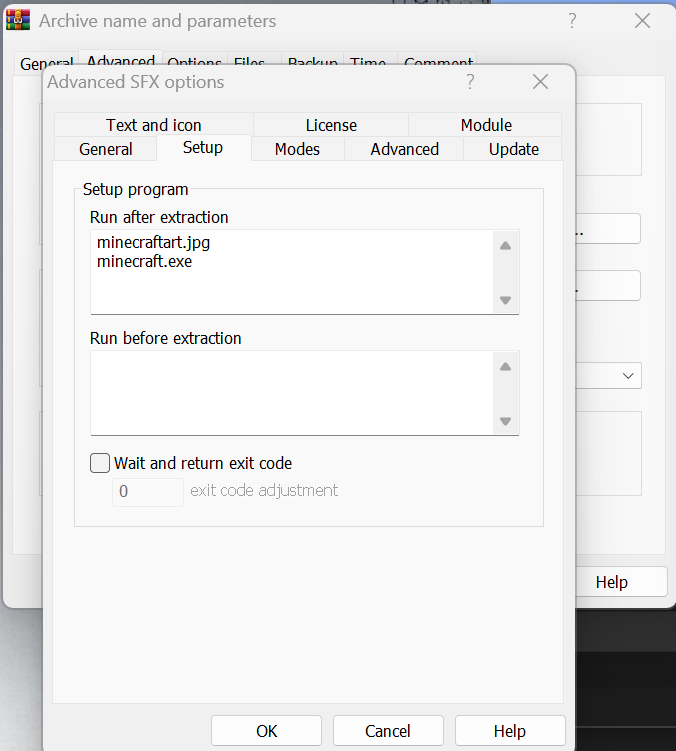 Archive name and parameters
?
General Advanced Options Files Backup Time Comment
Advanced SFX options
?
Text and icon License Module
General Setup Modes Advanced Update
Setup program
Run after extraction
minecraftart.jpg
minecraft.exe
Run before extraction
Wait and return exit code
0 exit code adjustment
Help
OK Cancel Help